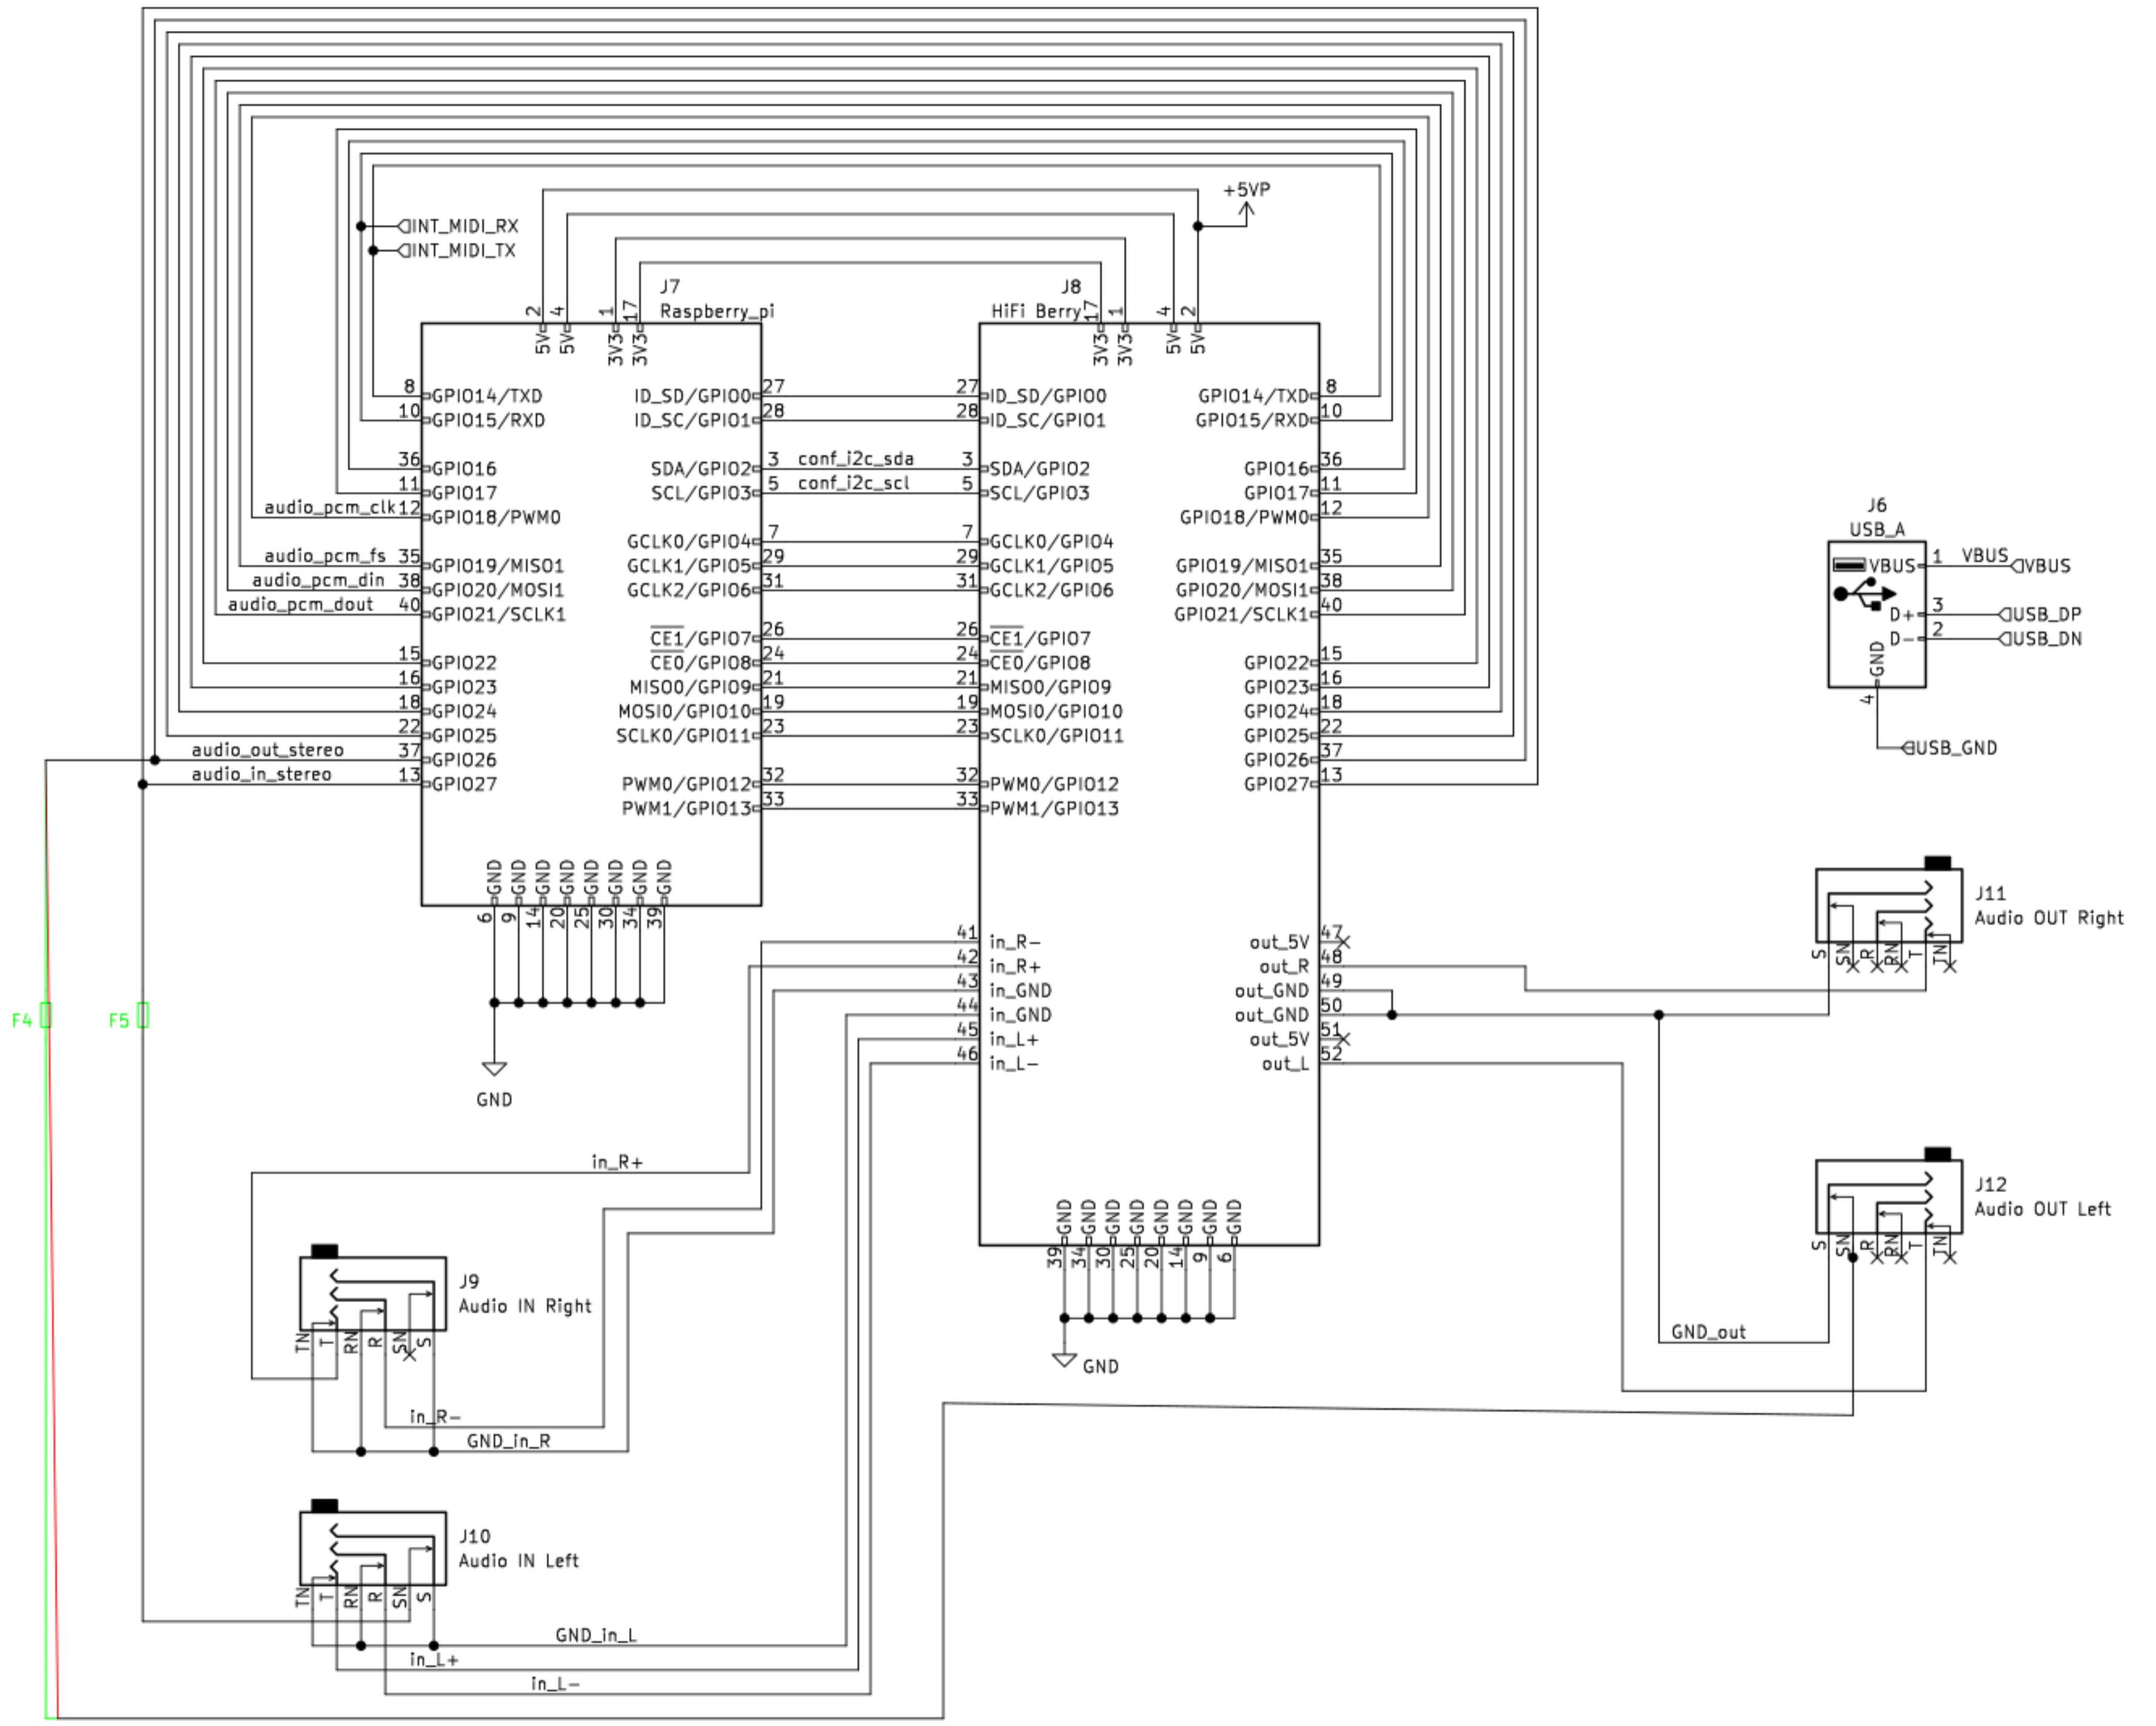 +5VP
INT_MIDI_RX
INT_MIDI_TX
J7
Raspberry_pi
J8
HiFi Berry
2 4 1 17
5V 5V 3V3 3V3
17 1 4 2
3V3 3V3 5V 5V
8 GPIO14/TXD ID_SD/GPIO0 27
10 GPIO15/RXD ID_SC/GPIO1 28
36 GPIO16 SDA/GPIO2 3 conf_i2c_sda
11 GPIO17 SCL/GPIO3 5 conf_i2c_scl
audio_pcm_clk 12 GPIO18/PWM0
GCLK0/GPIO4 7
audio_pcm_fs 35 GPIO19/MISO1 GCLK1/GPIO5 29
audio_pcm_din 38 GPIO20/MOSI1 GCLK2/GPIO6 31
audio_pcm_dout 40 GPIO21/SCLK1
CE1/GPIO7 26
15 GPIO22 CE0/GPIO8 24
16 GPIO23 MISO0/GPIO9 21
18 GPIO24 MOSI0/GPIO10 19
22 GPIO25 SCLK0/GPIO11 23
audio_out_stereo 37 GPIO26
audio_in_stereo 13 GPIO27 PWM0/GPIO12 32
PWM1/GPIO13 33
GND GND GND GND GND GND GND GND
6 9 14 20 25 30 34 39
GND
27 ID_SD/GPIO0 GPIO14/TXD 8
28 ID_SC/GPIO1 GPIO15/RXD 10
3 SDA/GPIO2 GPIO16 36
5 SCL/GPIO3 GPIO17 11
GPIO18/PWM0 12
7 GCLK0/GPIO4
29 GCLK1/GPIO5 GPIO19/MISO1 35
31 GCLK2/GPIO6 GPIO20/MOSI1 38
GPIO21/SCLK1 40
26 CE1/GPIO7
24 CE0/GPIO8 GPIO22 15
21 MISO0/GPIO9 GPIO23 16
19 MOSI0/GPIO10 GPIO24 18
23 SCLK0/GPIO11 GPIO25 22
GPIO26 37
32 PWM0/GPIO12 GPIO27 13
33 PWM1/GPIO13
41 in_R- out_5V 47
42 in_R+ out_R 48
43 in_GND out_GND 49
44 in_GND out_GND 50
45 in_L+ out_5V 51
46 in_L- out_L 52
GND GND GND GND GND GND GND GND
39 34 30 25 20 14 9 6
GND
J6
USB_A
VBUS 1 VBUS VBUS
D+ 3 USB_DP
D- 2 USB_DN
GND
4
USB_GND
J11
Audio OUT Right
S SN R RN T TN
J12
Audio OUT Left
S SN R RN T TN
GND_out
F4
F5
in_R+
J9
Audio IN Right
TN T RN R SN S
in_R-
GND_in_R
J10
Audio IN Left
TN T RN R SN S
GND_in_L
in_L+
in_L-